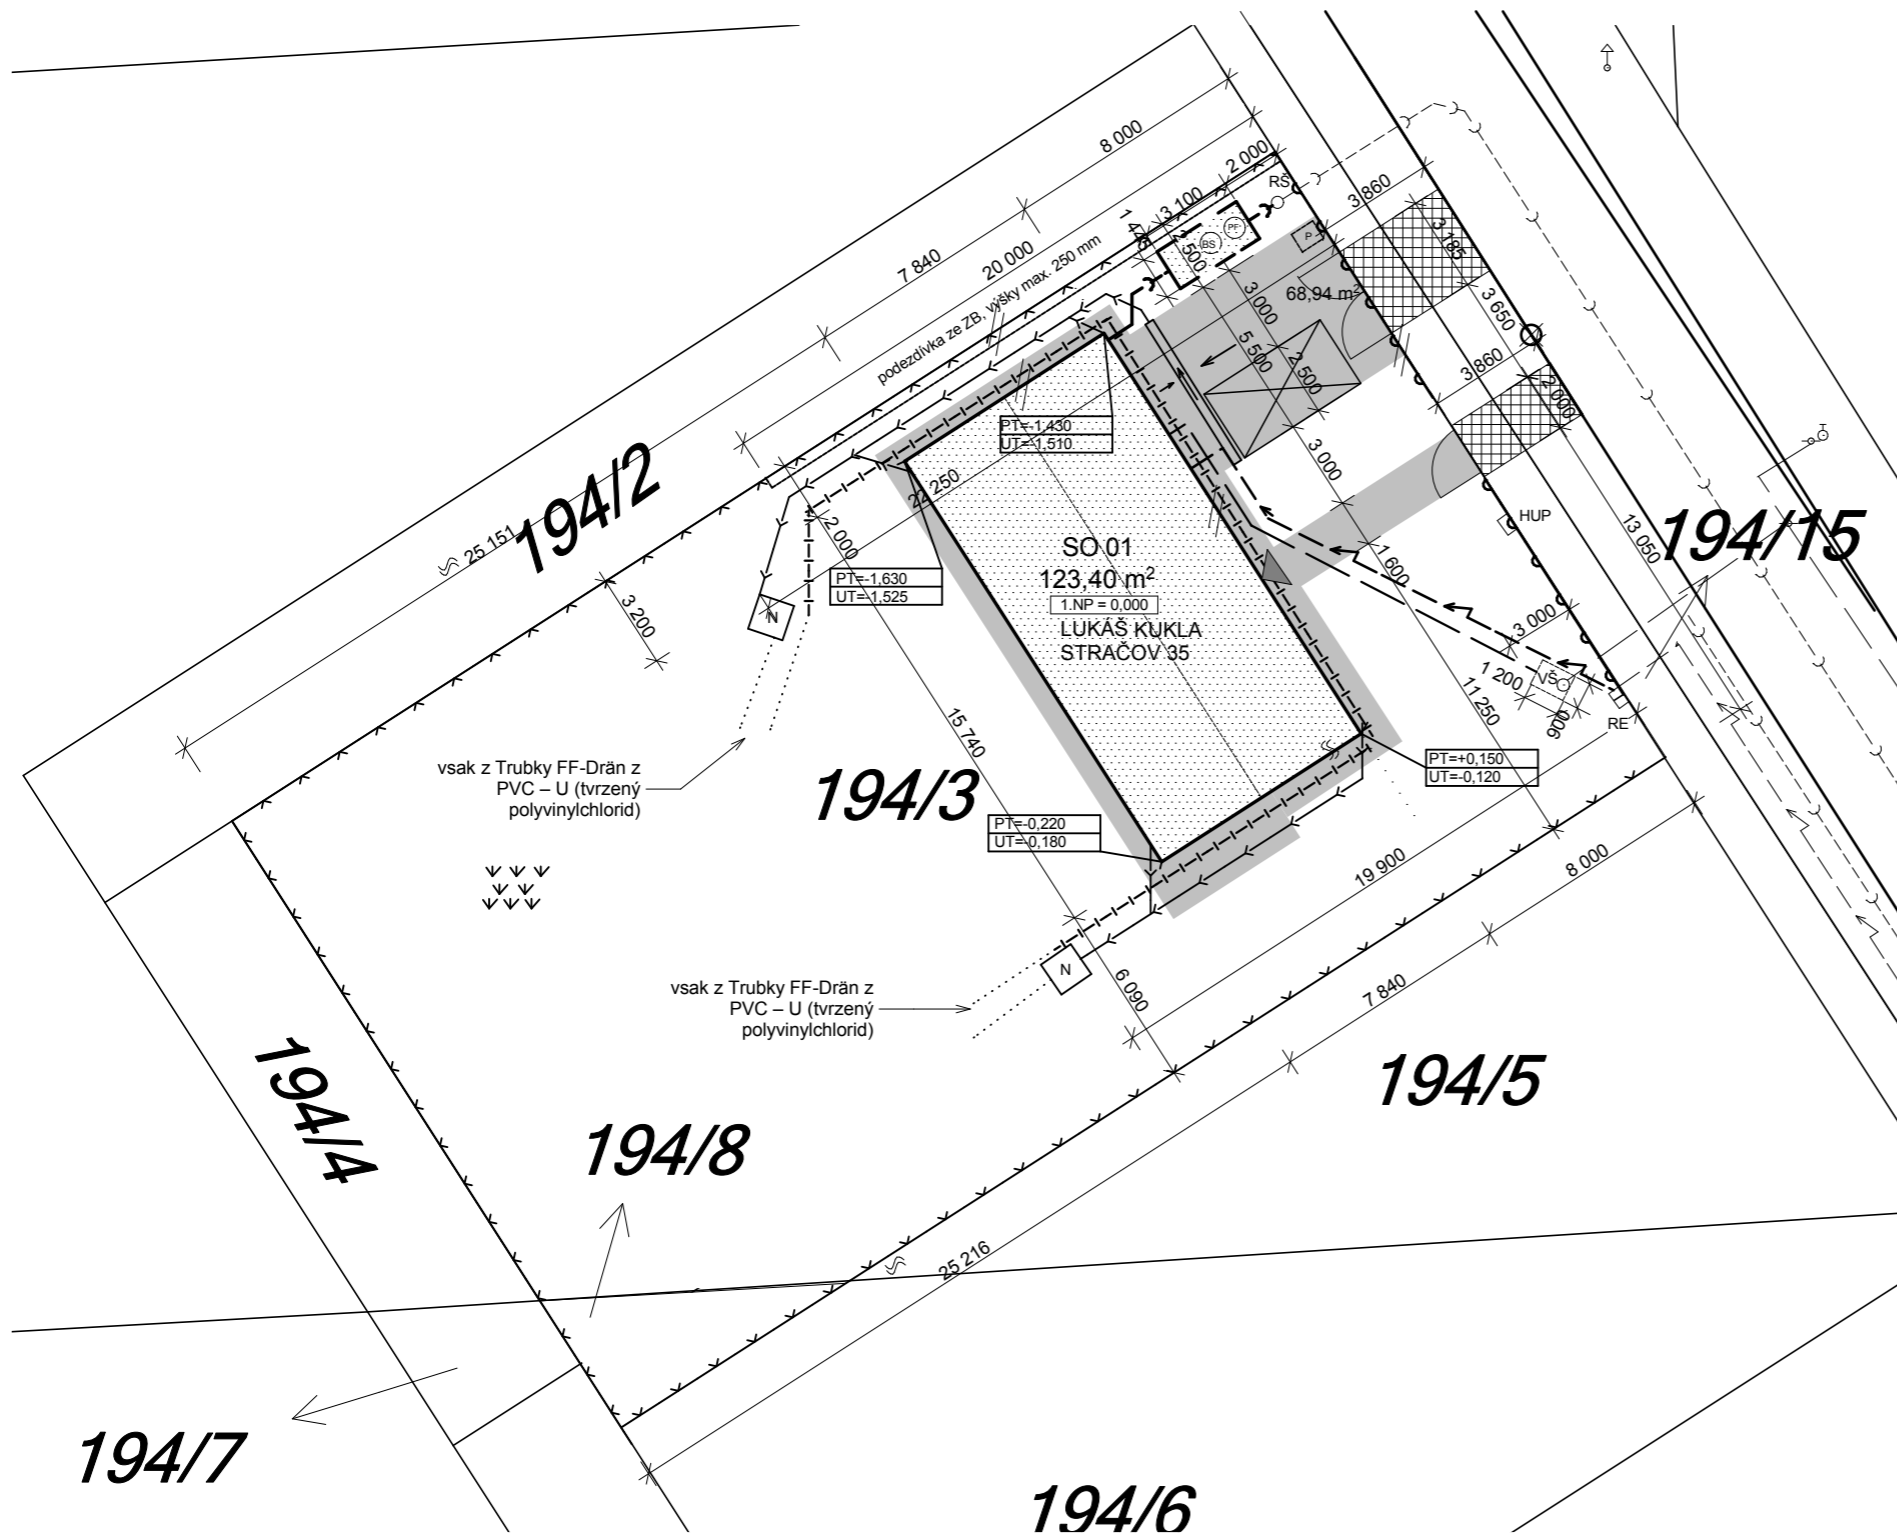 8 000
2 000
RŠ
3 860
3 100
1 425
PF
BS
P
3 185
2 500
7 840
20 000
podezdívka ze ZB, výšky max. 250 mm
68,94 m²
3 000
3 650
5 500
2 500
3 860
2 000
PT=-1,430
UT=-1,510
3 000
22 250
194/2
25 151
2 000
HUP
13 050
194/15
SO 01
123,40 m²
1.NP = 0,000
LUKÁŠ KUKLA
STRAČOV 35
PT=-1,630
UT=-1,525
1 600
3 200
N
3 000
1 200
VŠ
900
RE
11 250
15 740
PT=+0,150
UT=-0,120
vsak z Trubky FF-Drän z
PVC – U (tvrzený
polyvinylchlorid)
194/3
PT=-0,220
UT=-0,180
19 900
8 000
N
6 090
7 840
vsak z Trubky FF-Drän z
PVC – U (tvrzený
polyvinylchlorid)
194/5
194/4
194/8
25 216
194/7
194/6